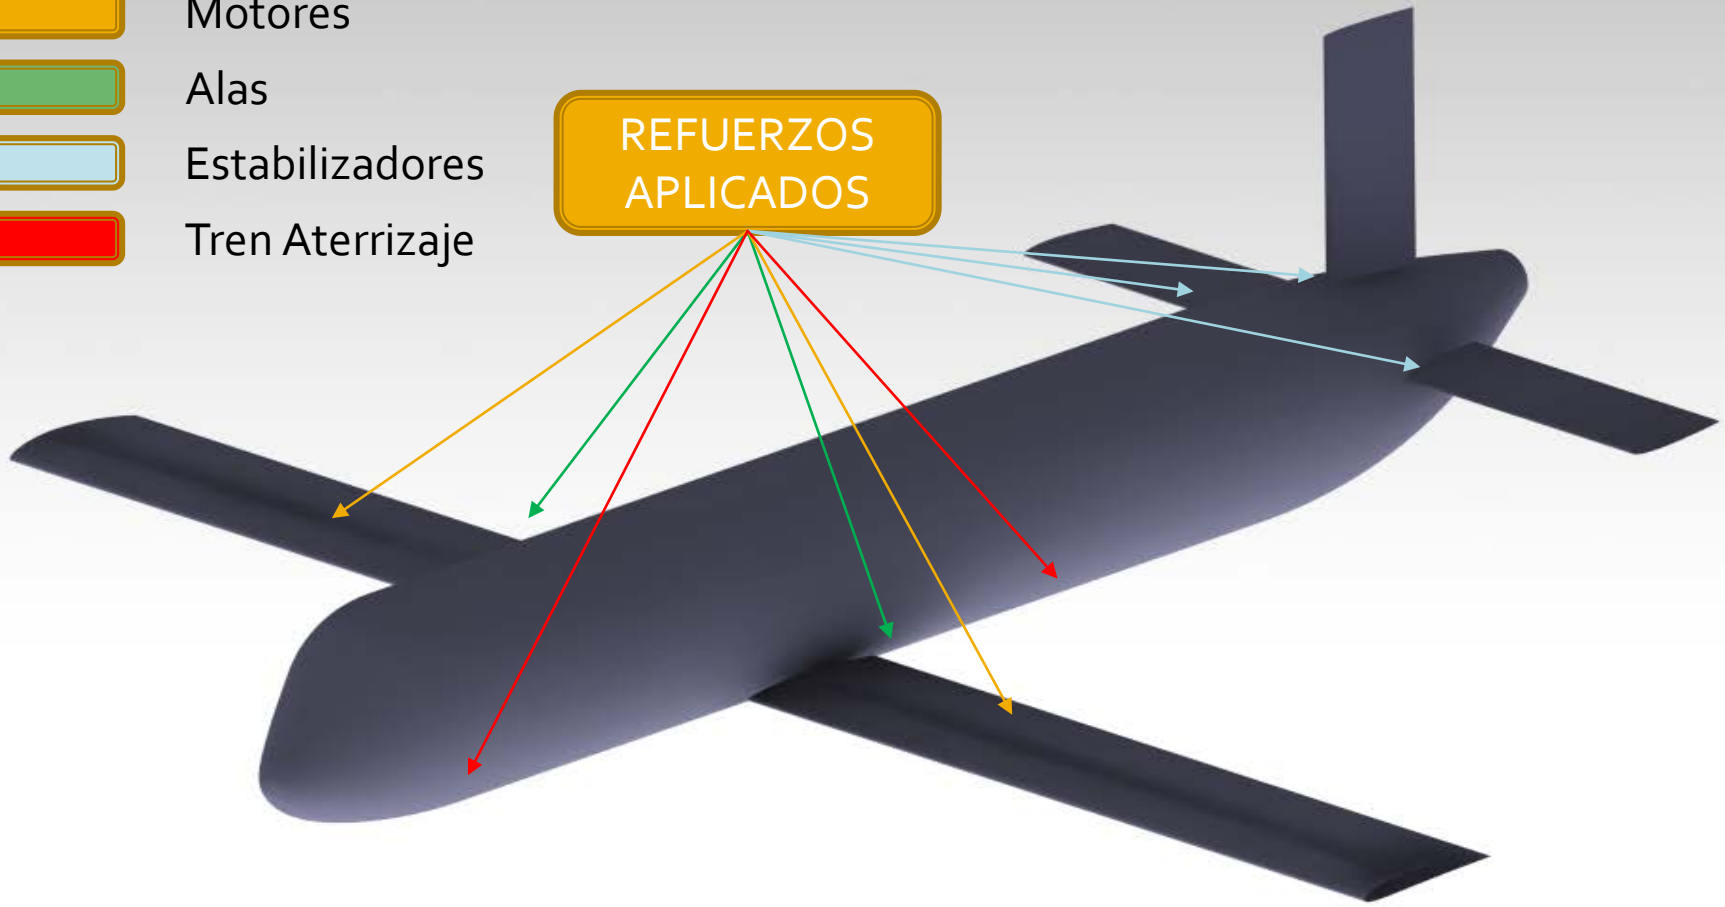 Motores
Alas
Estabilizadores
Tren Aterrizaje
REFUERZOS
APLICADOS